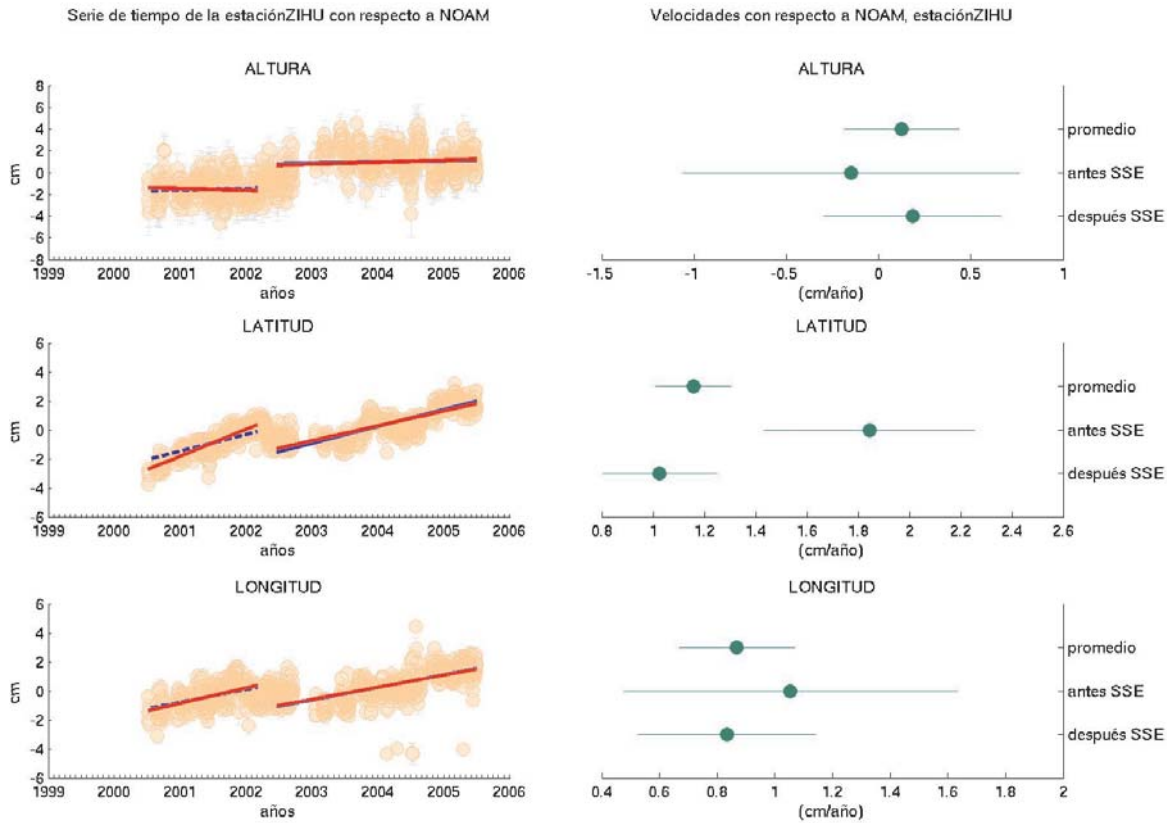 Serie de tiempo de la estaciónZIHU con respecto a NOAM
Velocidades con respecto a NOAM, estaciónZIHU
ALTURA
8
6
4
2
0
-2
-4
-6
-8
cm
1999 2000 2001 2002 2003 2004 2005 2006
años
ALTURA
promedio
antes SSE
después SSE
-1.5 -1 -0.5 0 0.5 1
(cm/año)
LATITUD
6
4
2
0
-2
-4
-6
cm
1999 2000 2001 2002 2003 2004 2005 2006
años
LATITUD
promedio
antes SSE
después SSE
0.8 1 1.2 1.4 1.6 1.8 2 2.2 2.4 2.6
(cm/año)
LONGITUD
6
4
2
0
-2
-4
-6
cm
1999 2000 2001 2002 2003 2004 2005 2006
años
LONGITUD
promedio
antes SSE
después SSE
0.4 0.6 0.8 1 1.2 1.4 1.6 1.8 2
(cm/año)